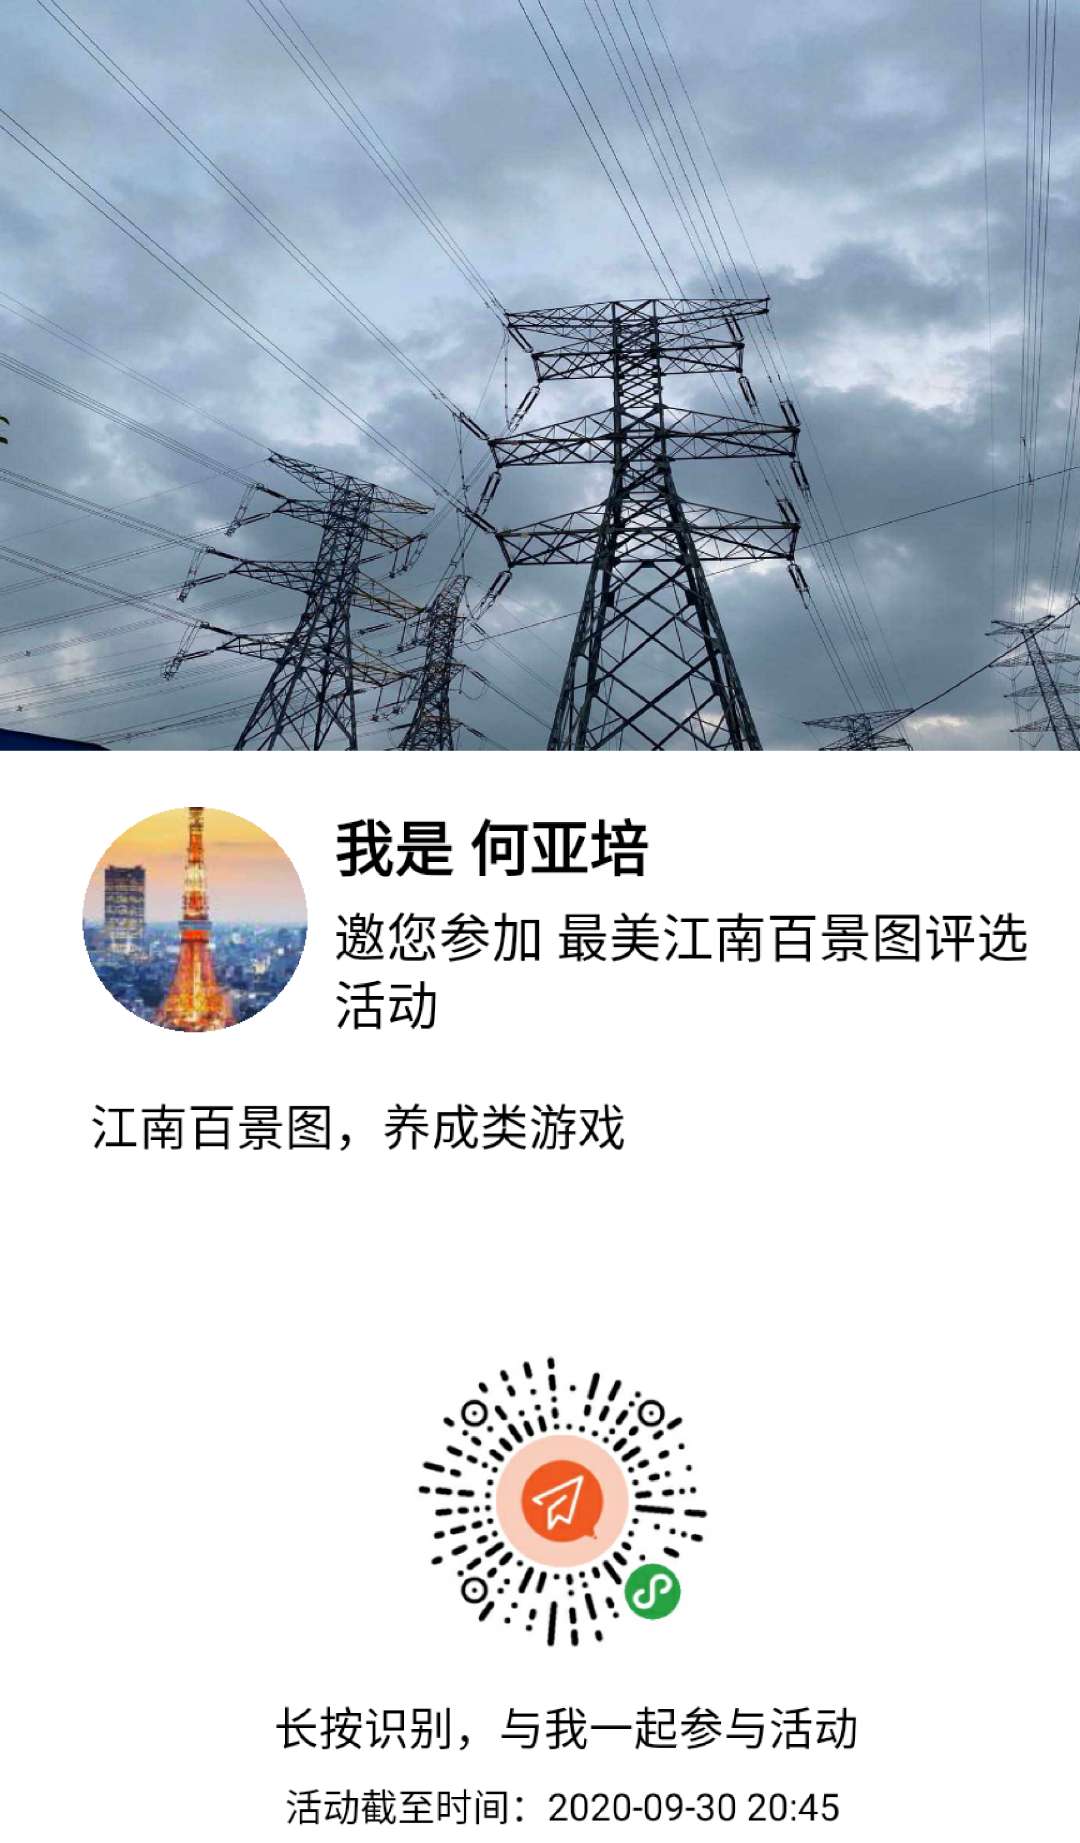 我是 何亚培
邀您参加 最美江南百景图评选
活动
江南百景图，养成类游戏
长按识别，与我一起参与活动
活动截至时间：2020-09-30 20:45